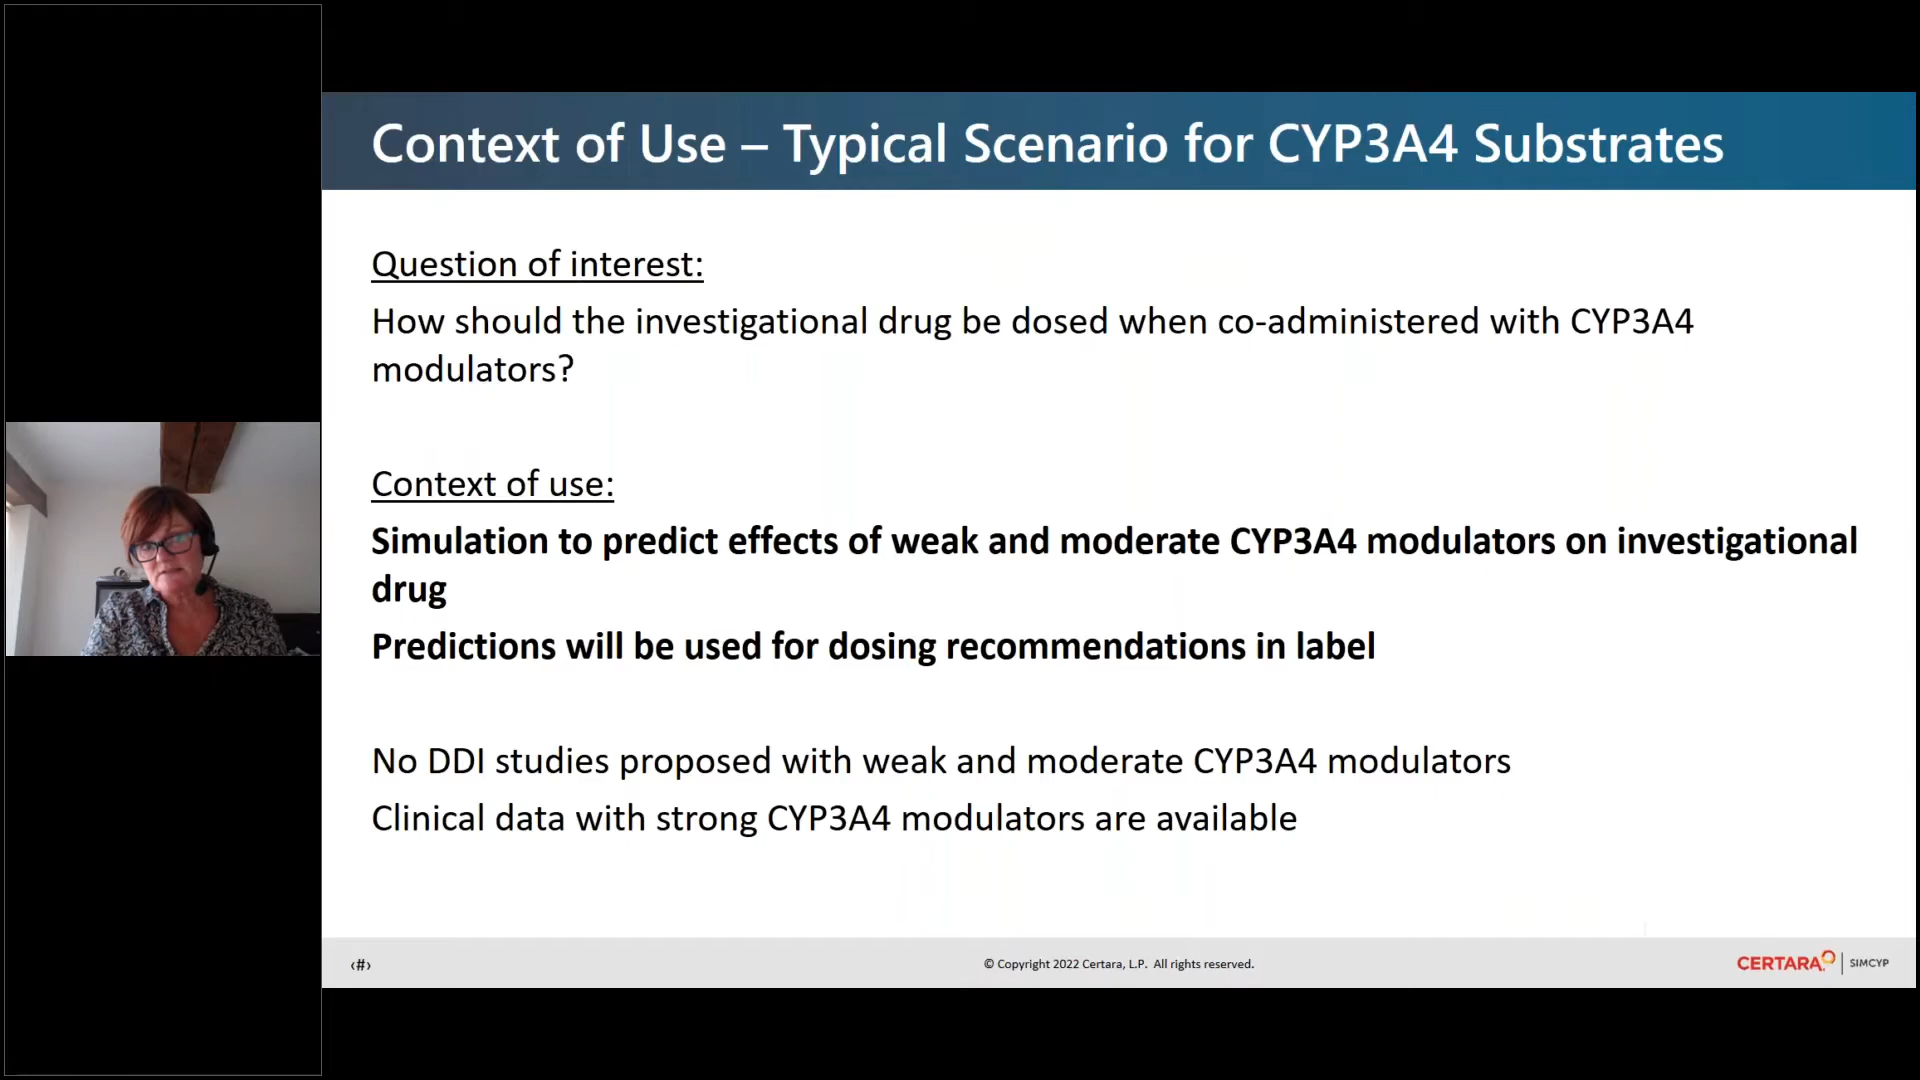 Context of Use – Typical Scenario for CYP3A4 Substrates
Question of interest:
How should the investigational drug be dosed when co-administered with CYP3A4
modulators?
Context of use:
Simulation to predict effects of weak and moderate CYP3A4 modulators on investigational
drug
Predictions will be used for dosing recommendations in label
No DDI studies proposed with weak and moderate CYP3A4 modulators
Clinical data with strong CYP3A4 modulators are available
‹#›
© Copyright 2022 Certara, L.P. All rights reserved.
CERTARA | SIMCYP